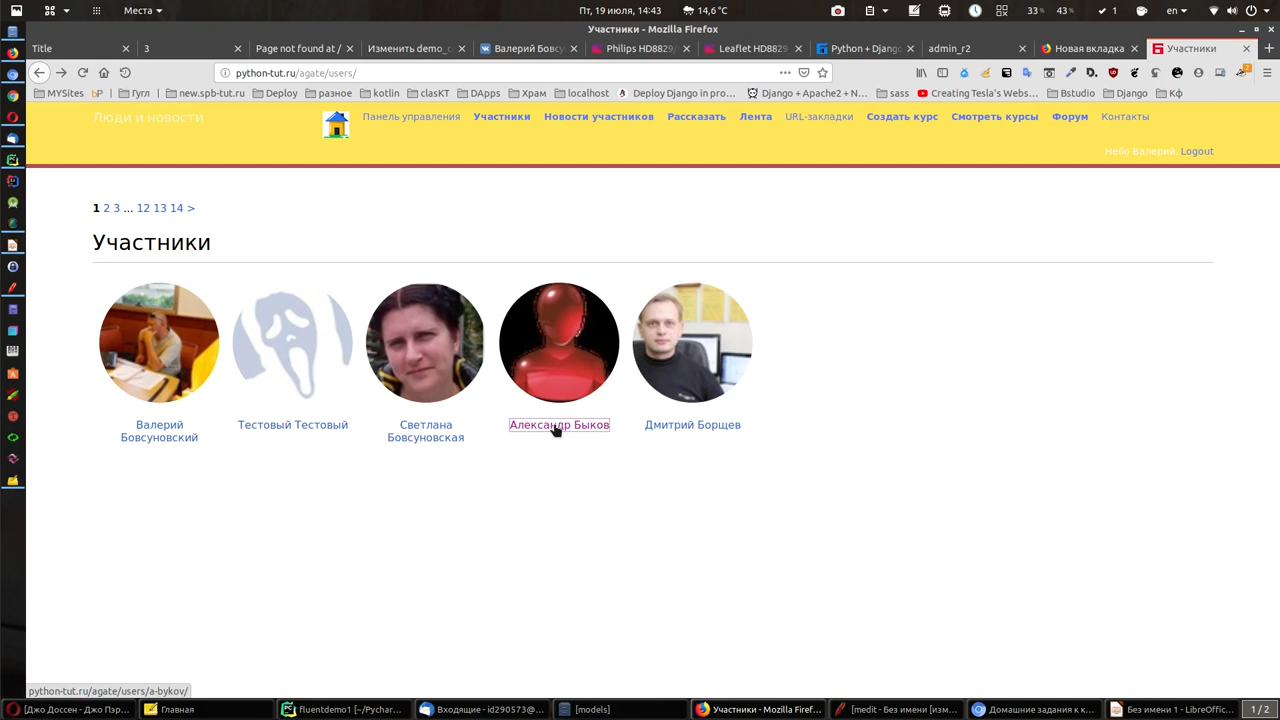 Места
Пт, 19 июля, 14:43
14,6°C
33%
43%
1
en
Участники - Mozilla Firefox
Title
3
Page not found at /
Изменить demo_
Валерий Бовсу
Philips HD8829/
Leaflet HD8829
Python + Django
admin_r2
Новая вкладка
Участники
python-tut.ru/agate/users/
MYSites
Гугл
new.spb-tut.ru
Deploy
разное
kotlin
clasKT
DApps
Храм
localhost
Deploy Django in pro...
Django + Apache2 + N...
sass
Creating Tesla's Webs...
Bstudio
Django
Кф
Люди и новости
Панель управления
Участники
Новости участников
Рассказать
Лента
URL-закладки
Создать курс
Смотреть курсы
Форум
Контакты
Hello Валерий Logout
1 2 3 ... 12 13 14 >
Участники
Валерий Бовсуновский
Тестовый Тестовый
Светлана Бовсуновская
Александр Быков
Дмитрий Борщев
python-tut.ru/agate/users/a-bykov/
[Джо Доссен - Джо Пэр...
Главная
fluentdemo1 [~/Pychar...
Входящие - id290573@...
[models]
Участники - Mozilla Firef...
[medit - Без имени [изм...
Домашние задания к к...
Без имени 1 - LibreOffic...
1 / 2